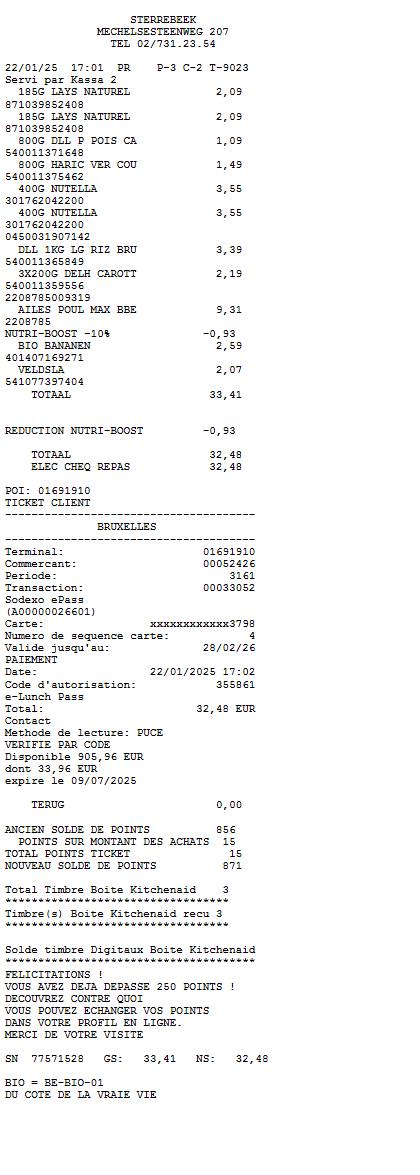 STERREBEEK
MECHELSESTEENWEG 207
TEL 02/731.23.54
22/01/25 17:01 PR P-3 C-2 T-9023
Servi par Kassa 2
185G LAYS NATUREL 2,09
871039852408
185G LAYS NATUREL 2,09
871039852408
800G DLL P POIS CA 1,09
540011371648
800G HARIC VER COU 1,49
540011375462
400G NUTELLA 3,55
301762042200
400G NUTELLA 3,55
301762042200
0450031907142
DLL 1KG LG RIZ BRU 3,39
540011365849
3X200G DELH CAROTT 2,19
540011359556
2208785009319
AILES POUL MAX BBE 9,31
2208785
NUTRI-BOOST -10% -0,93
BIO BANANEN 2,59
401407169271
VELDSLA 2,07
541077397404
TOTAAL 33,41
REDUCTION NUTRI-BOOST -0,93
TOTAAL 32,48
ELEC CHEQ REPAS 32,48
POI: 01691910
TICKET CLIENT
--------------------------------------
BRUXELLES
--------------------------------------
Terminal: 01691910
Commercant: 00052426
Periode: 3161
Transaction: 00033052
Sodexo ePass
(A00000026601)
Carte: xxxxxxxxxxxx3798
Numero de sequence carte: 4
Valide jusqu'au: 28/02/26
PAIEMENT
Date: 22/01/2025 17:02
Code d'autorisation: 355861
e-Lunch Pass
Total: 32,48 EUR
Contact
Methode de lecture: PUCE
VERIFIE PAR CODE
Disponible 905,96 EUR
dont 33,96 EUR
expire le 09/07/2025
TERUG 0,00
ANCIEN SOLDE DE POINTS 856
POINTS SUR MONTANT DES ACHATS 15
TOTAL POINTS TICKET 15
NOUVEAU SOLDE DE POINTS 871
Total Timbre Boite Kitchenaid 3
**********************************
Timbre(s) Boite Kitchenaid recu 3
**********************************
Solde timbre Digitaux Boite Kitchenaid
**************************************
FELICITATIONS !
VOUS AVEZ DEJA DEPASSE 250 POINTS !
DECOUVREZ CONTRE QUOI
VOUS POUVEZ ECHANGER VOS POINTS
DANS VOTRE PROFIL EN LIGNE.
MERCI DE VOTRE VISITE
SN 77571528 GS: 33,41 NS: 32,48
BIO = BE-BIO-01
DU COTE DE LA VRAIE VIE